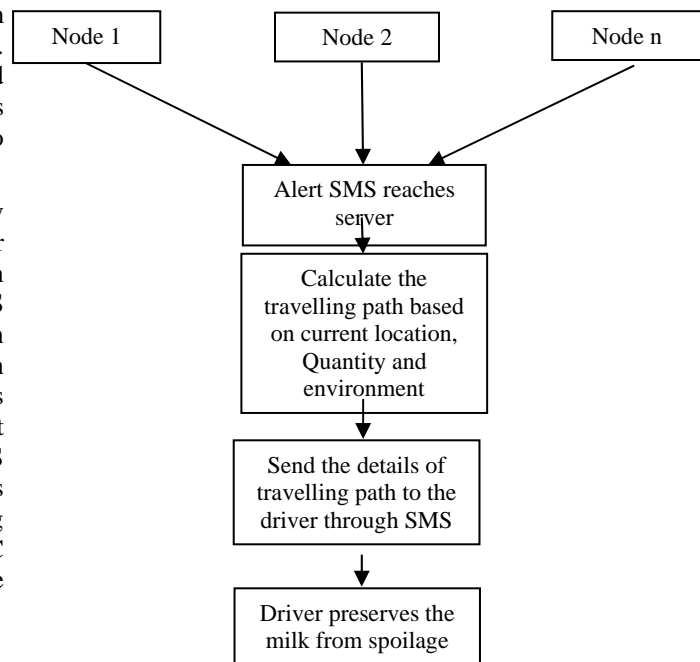 Node 1
Node 2
Node n
Alert SMS reaches
server
Calculate the
travelling path based
on current location,
Quantity and
environment
Send the details of
travelling path to the
driver through SMS
Driver preserves the
milk from spoilage